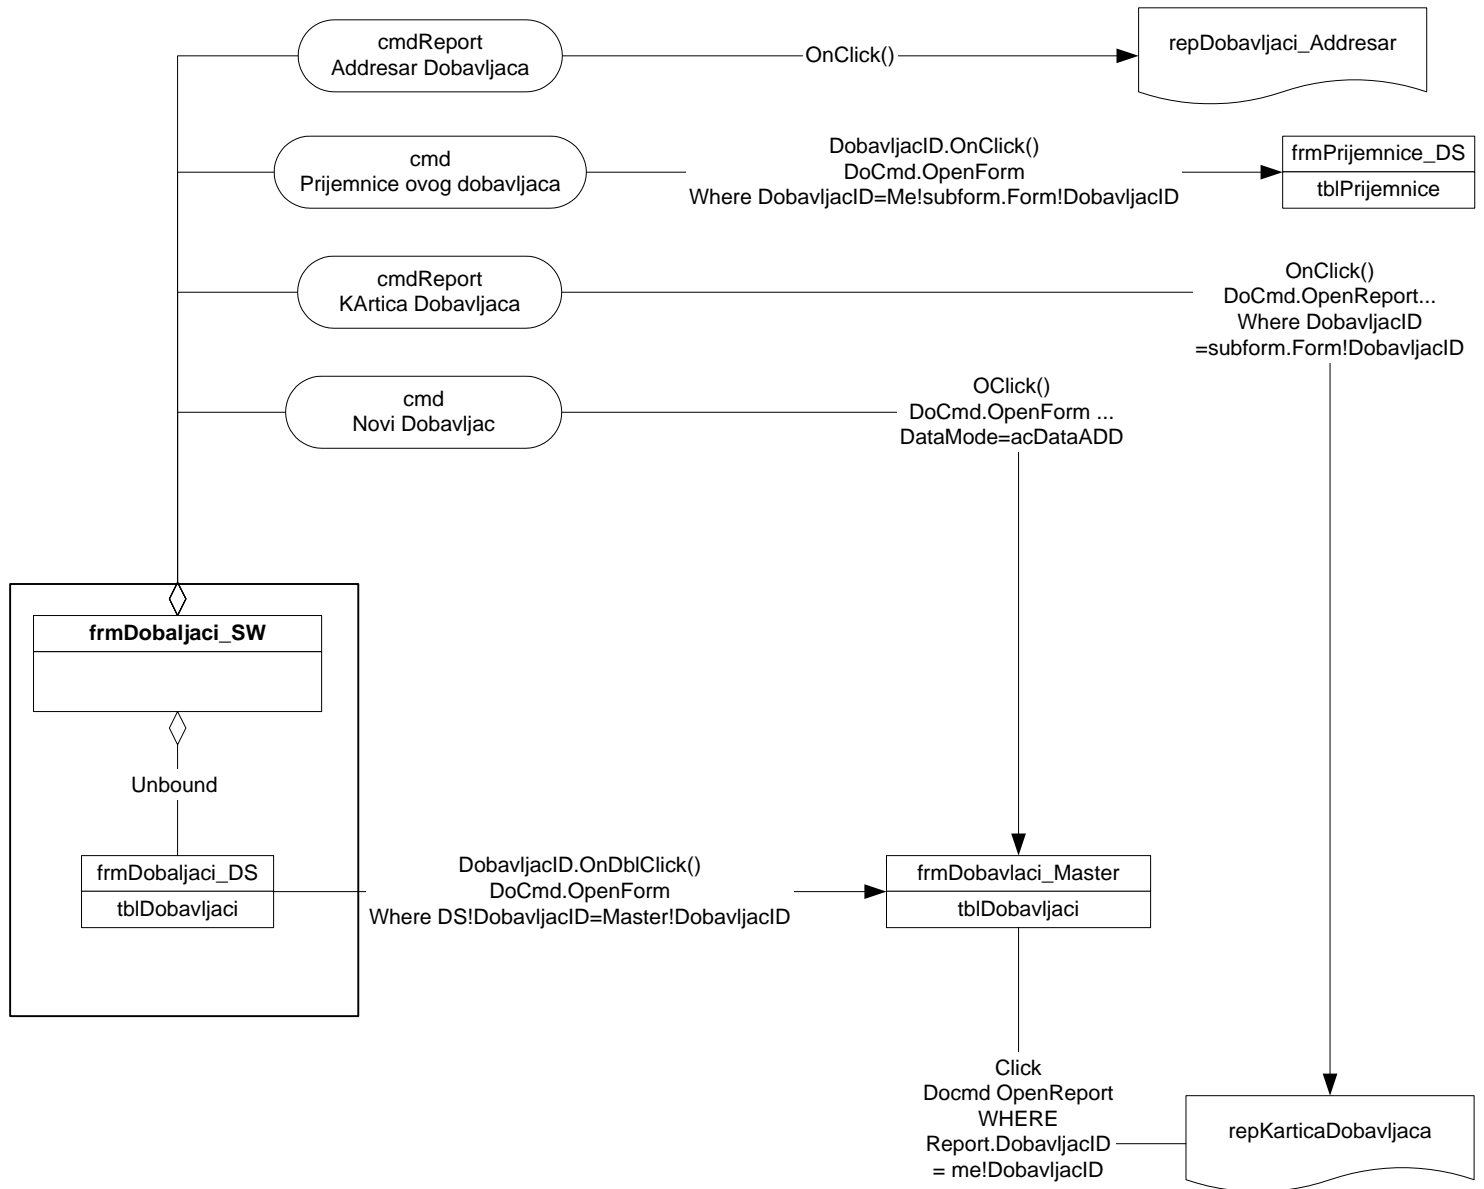 cmdReport
Addresar Dobavljaca
OnClick()
repDobavljaci_Addresar
cmd
Prijemnice ovog dobavljaca
DobavljacID.OnClick()
DoCmd.OpenForm
Where DobavljacID=Me!subform.Form!DobavljacID
frmPrijemnice_DS
tblPrijemnice
cmdReport
KArtica Dobavljaca
OnClick()
DoCmd.OpenReport...
Where DobavljacID
=subform.Form!DobavljacID
cmd
Novi Dobavljac
OClick()
DoCmd.OpenForm ...
DataMode=acDataADD
frmDobaljaci_SW
Unbound
frmDobaljaci_DS
tblDobavljaci
DobavljacID.OnDblClick()
DoCmd.OpenForm
Where DS!DobavljacID=Master!DobavljacID
frmDobavlaci_Master
tblDobavljaci
Click
Docmd OpenReport
WHERE
Report.DobavljacID
= me!DobavljacID
repKarticaDobavljaca